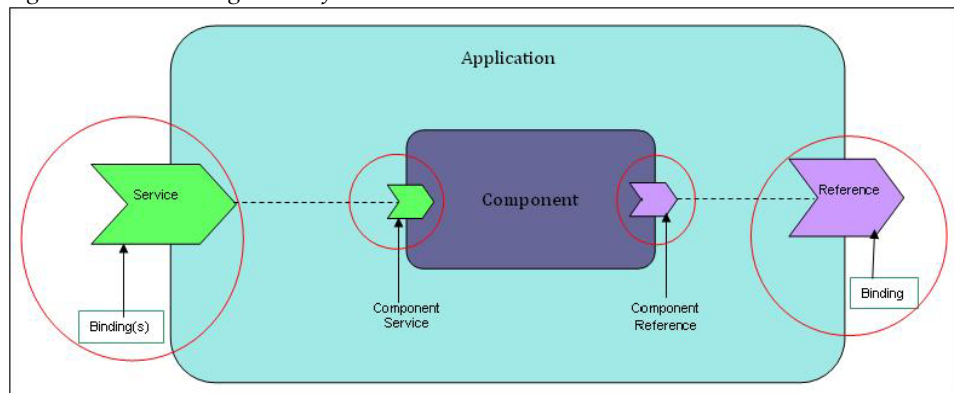 Application
Service
Component
Reference
Component
Service
Component
Reference
Binding(s)
Binding